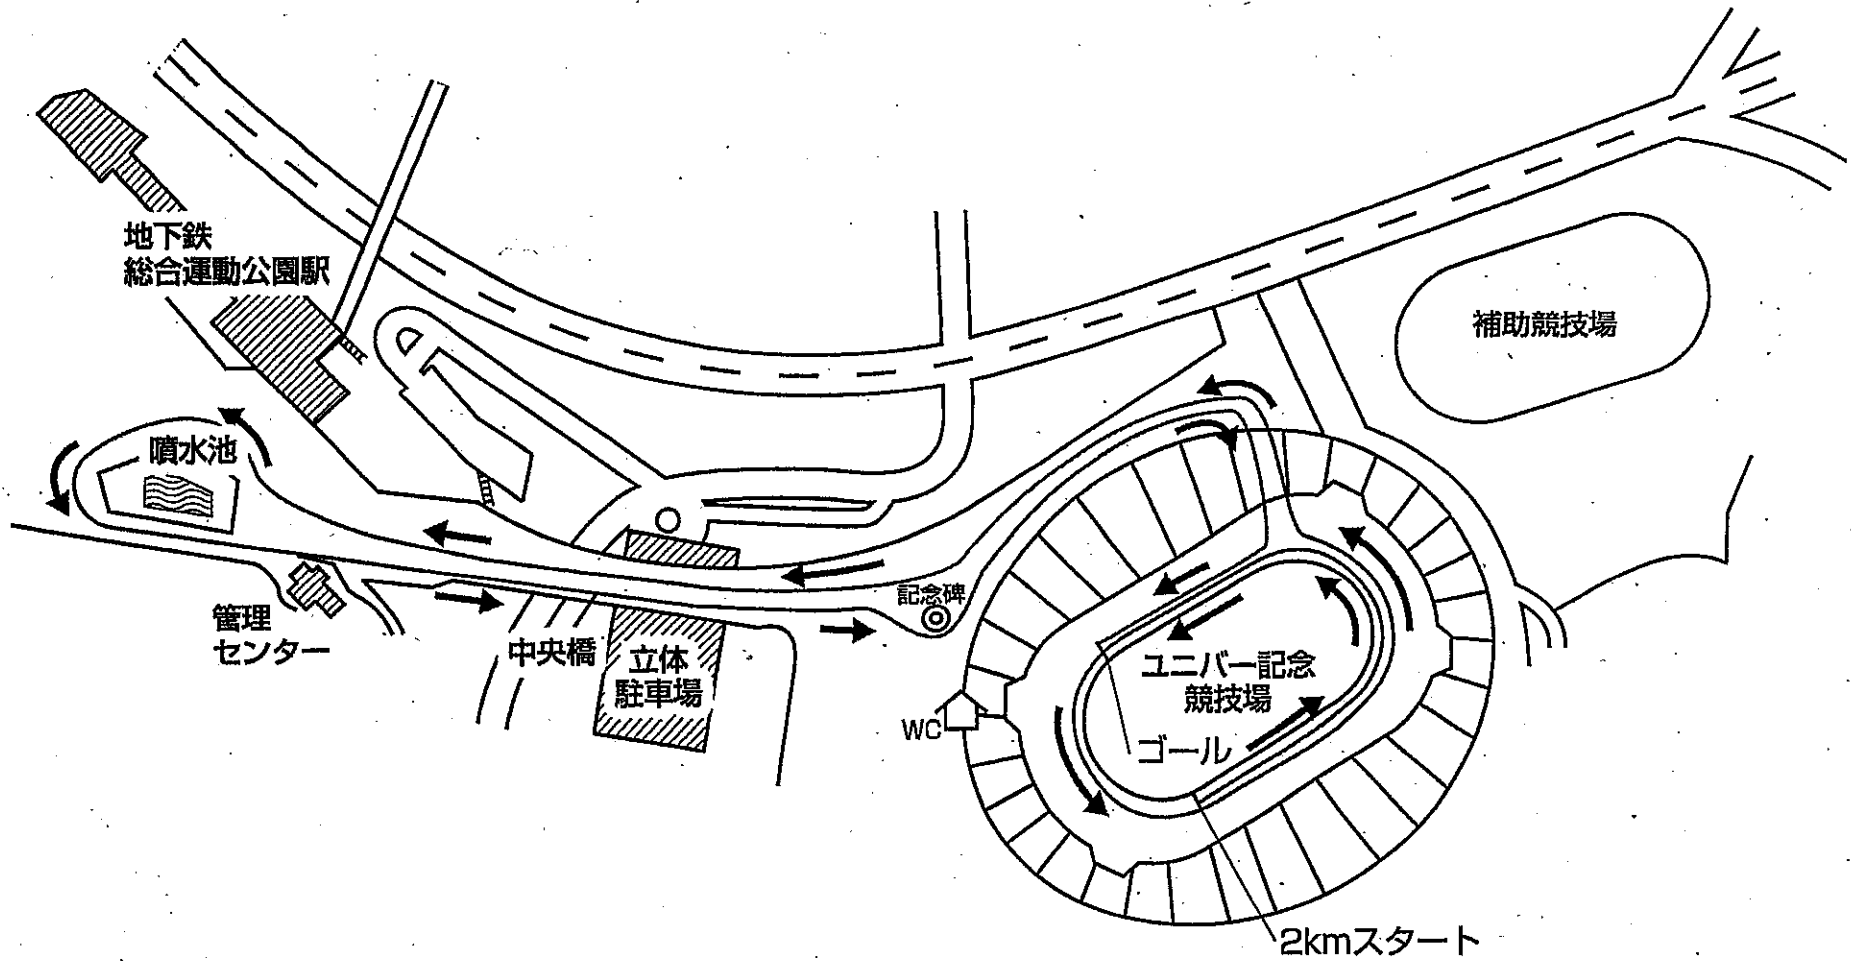 地下鉄
総合運動公園駅
補助競技場
噴水池
記念碑
管理
センター
中央橋
立体
駐車場
ユニバー記念
競技場
WC
ゴール
2kmスタート